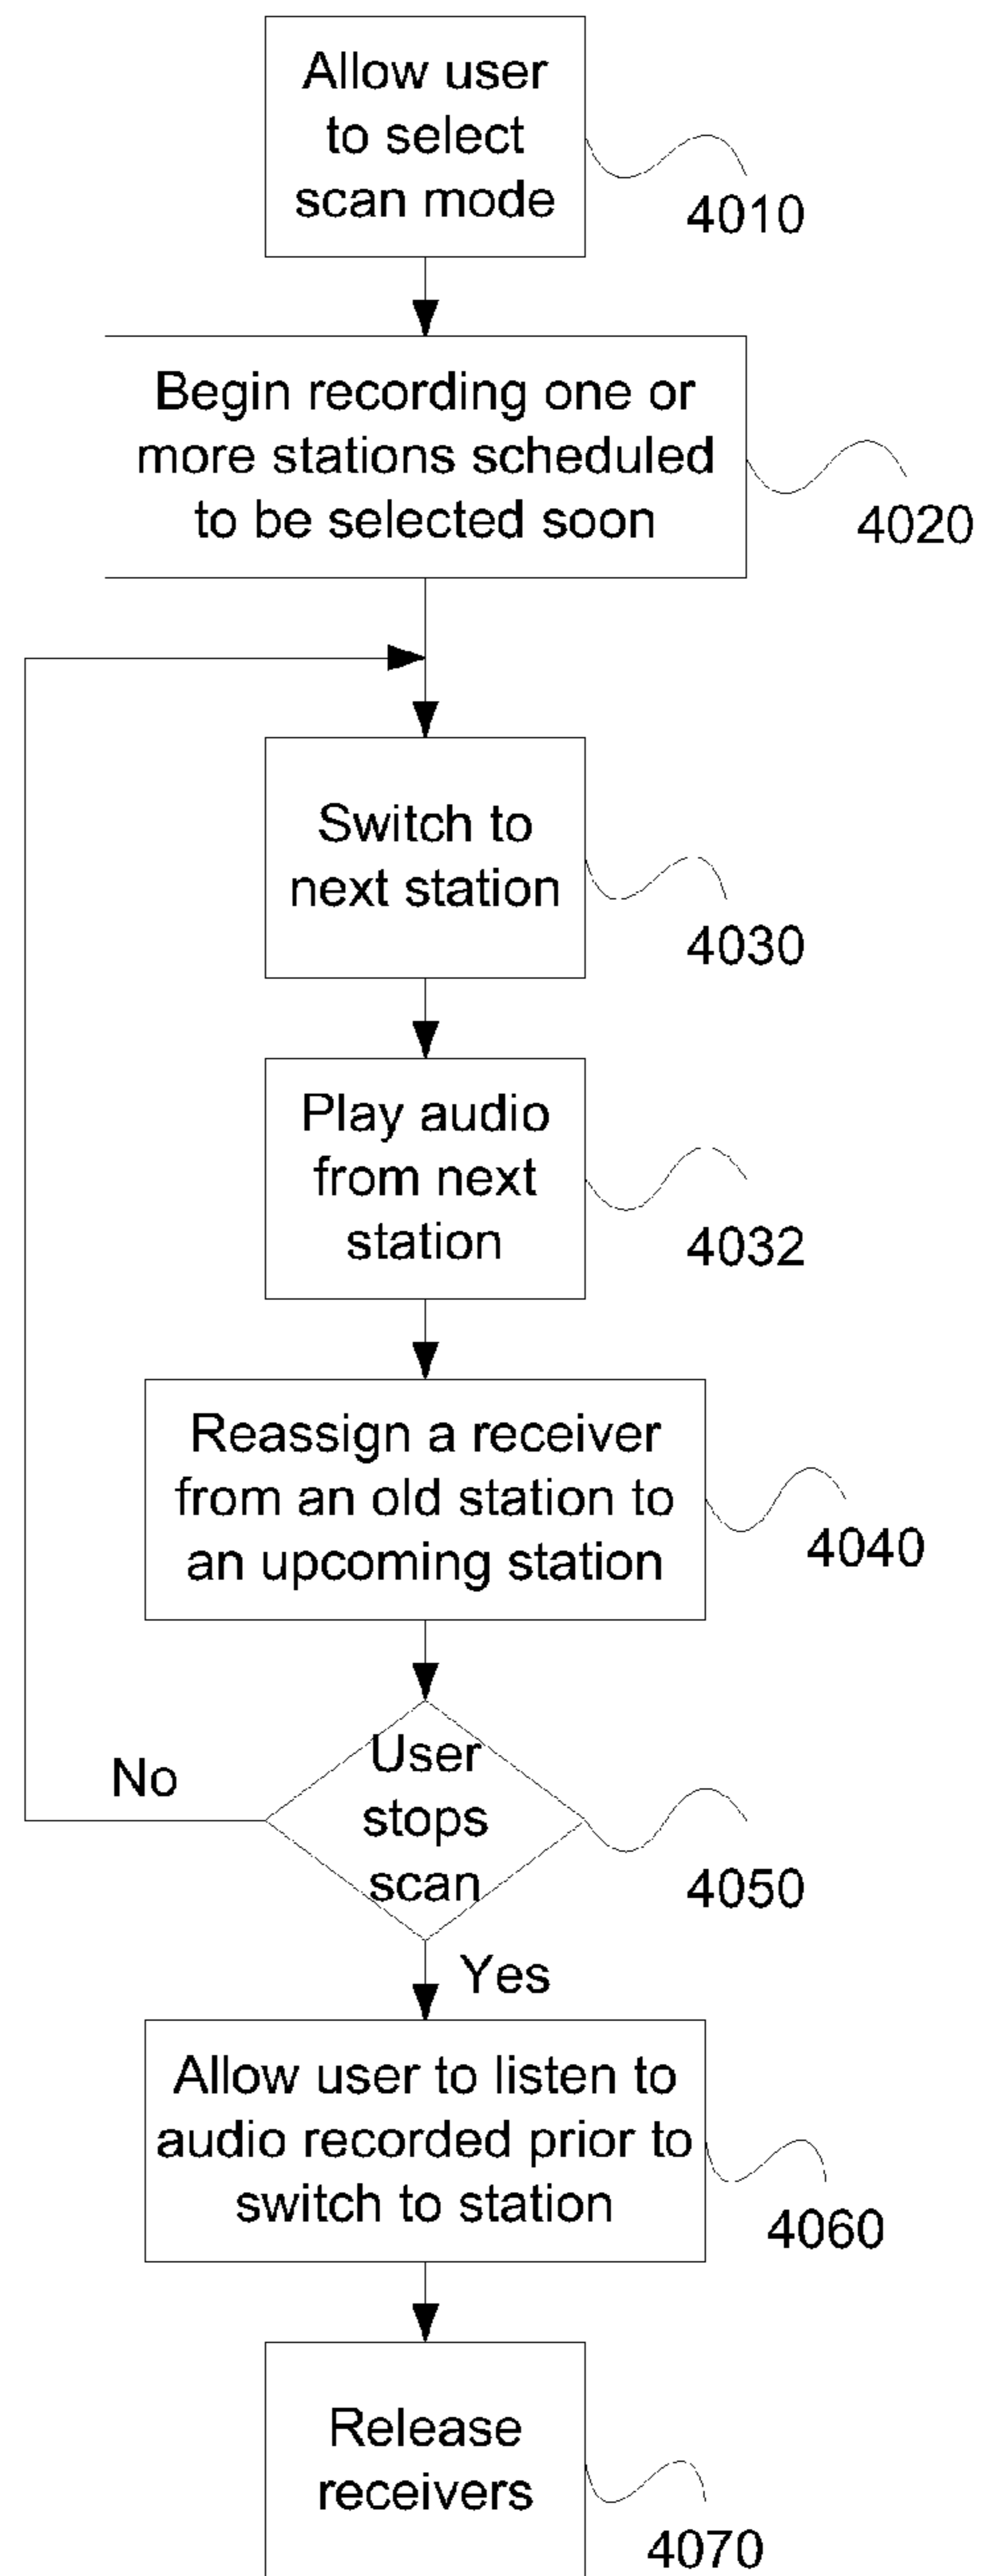 Allow user
to select
scan mode
4010
Begin recording one or
more stations scheduled
to be selected soon
4020
Switch to
next station
4030
Play audio
from next
station
4032
Reassign a receiver
from an old station to
an upcoming station
4040
User
stops
scan
No
4050
Yes
Allow user to listen to
audio recorded prior to
switch to station
4060
Release
receivers
4070